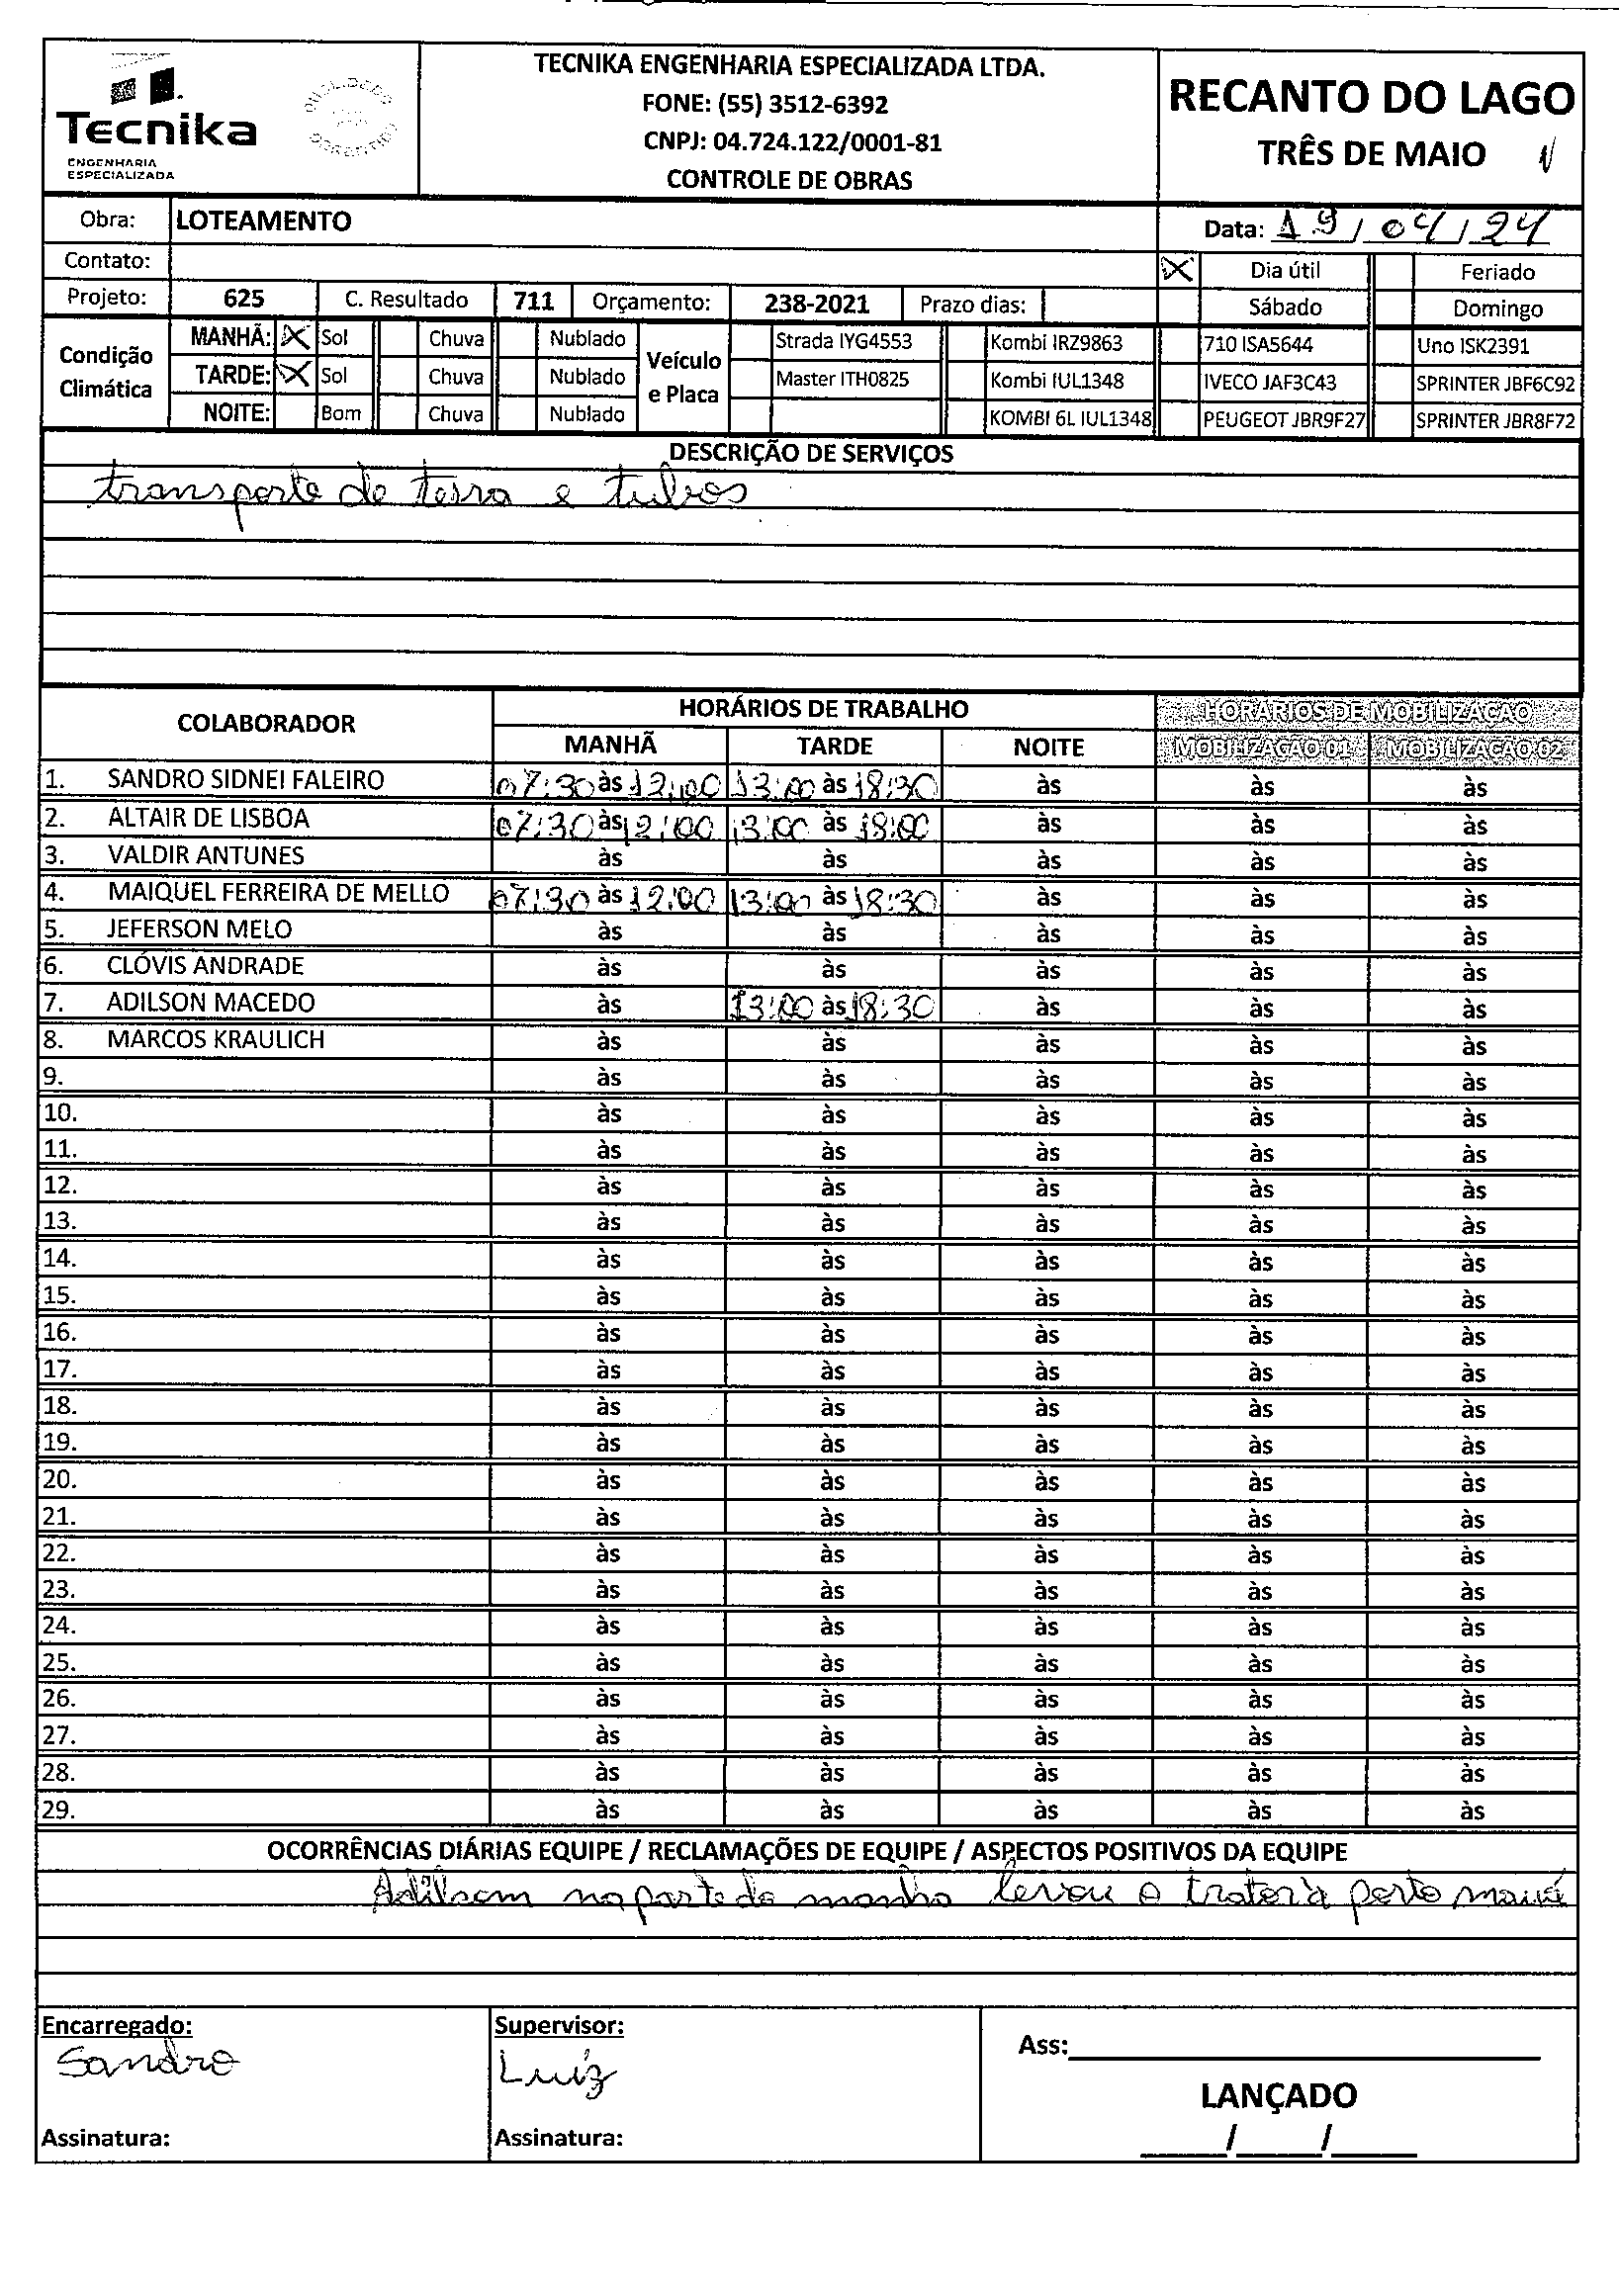 Tecnika
ENGENHARIA
ESPECIALIZADA
TECNIKA ENGENHARIA ESPECIALIZADA LTDA.
FONE: (55) 3512-6392
CNPJ: 04.724.122/0001-81
CONTROLE DE OBRAS
RECANTO DO LAGO
TRÊS DE MAIO
Obra: LOTEAMENTO
Data: 19/04/24
Contato:
Dia útil Feriado
Projeto: 625 C. Resultado 711 Orçamento: 238-2021 Prazo dias:
Sábado Domingo
Condição Climática
MANHÃ: X Sol Chuva Nublado
TARDE: X Sol Chuva Nublado
NOITE: Bom Chuva Nublado
Veículo e Placa
Strada IYG4553 Kombi IRZ9863 710 ISA5644 Uno ISK2391
Master ITH0825 Kombi IUL1348 IVECO JAF3C43 SPRINTER JBF6C92
KOMBI 6L IUL1348 PEUGEOT JBR9F27 SPRINTER JBR8F72
DESCRIÇÃO DE SERVIÇOS
transporte de terra e tubos
COLABORADOR HORÁRIOS DE TRABALHO HORÁRIOS DE MOBILIZAÇÃO
MANHÃ TARDE NOITE MOBILIZAÇÃO 01 MOBILIZAÇÃO 02
1. SANDRO SIDNEI FALEIRO 07:30 às 12:00 13:00 às 18:30 às às às
2. ALTAIR DE LISBOA 07:30 às 12:00 13:00 às 18:00 às às às
3. VALDIR ANTUNES às às às às às
4. MAIQUEL FERREIRA DE MELLO 07:30 às 12:00 13:00 às 18:30 às às às
5. JEFERSON MELO às às às às às
6. CLÓVIS ANDRADE às às às às às
7. ADILSON MACEDO às 13:00 às 18:30 às às às
8. MARCOS KRAULICH às às às às às
9. às às às às às
10. às às às às às
11. às às às às às
12. às às às às às
13. às às às às às
14. às às às às às
15. às às às às às
16. às às às às às
17. às às às às às
18. às às às às às
19. às às às às às
20. às às às às às
21. às às às às às
22. às às às às às
23. às às às às às
24. às às às às às
25. às às às às às
26. às às às às às
27. às às às às às
28. às às às às às
29. às às às às às
OCORRÊNCIAS DIÁRIAS EQUIPE / RECLAMAÇÕES DE EQUIPE / ASPECTOS POSITIVOS DA EQUIPE
Adilsom na parte da manha levou o trator à porto mauá
Encarregado: Supervisor:
Sandro Luiz
Ass:
LANÇADO
Assinatura: Assinatura: